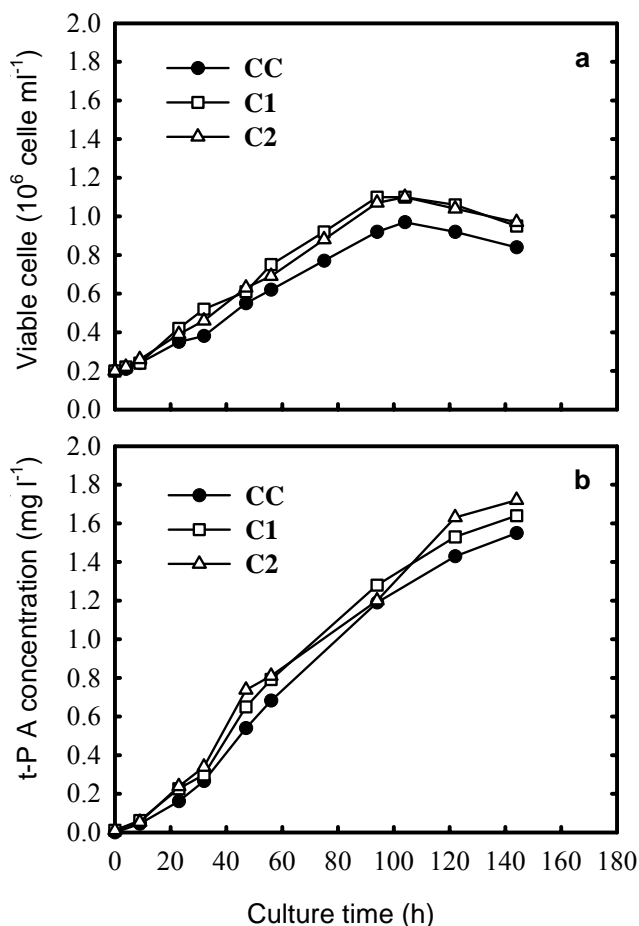 2.0
1.8
1.6
1.4
1.2
1.0
0.8
0.6
0.4
0.2
0.0
Viable celle (10⁶ celle ml⁻¹)
a
CC
C1
C2
2.0
1.8
1.6
1.4
1.2
1.0
0.8
0.6
0.4
0.2
0.0
t-P A concentration (mg l⁻¹)
b
CC
C1
C2
0 20 40 60 80 100 120 140 160 180
Culture time (h)